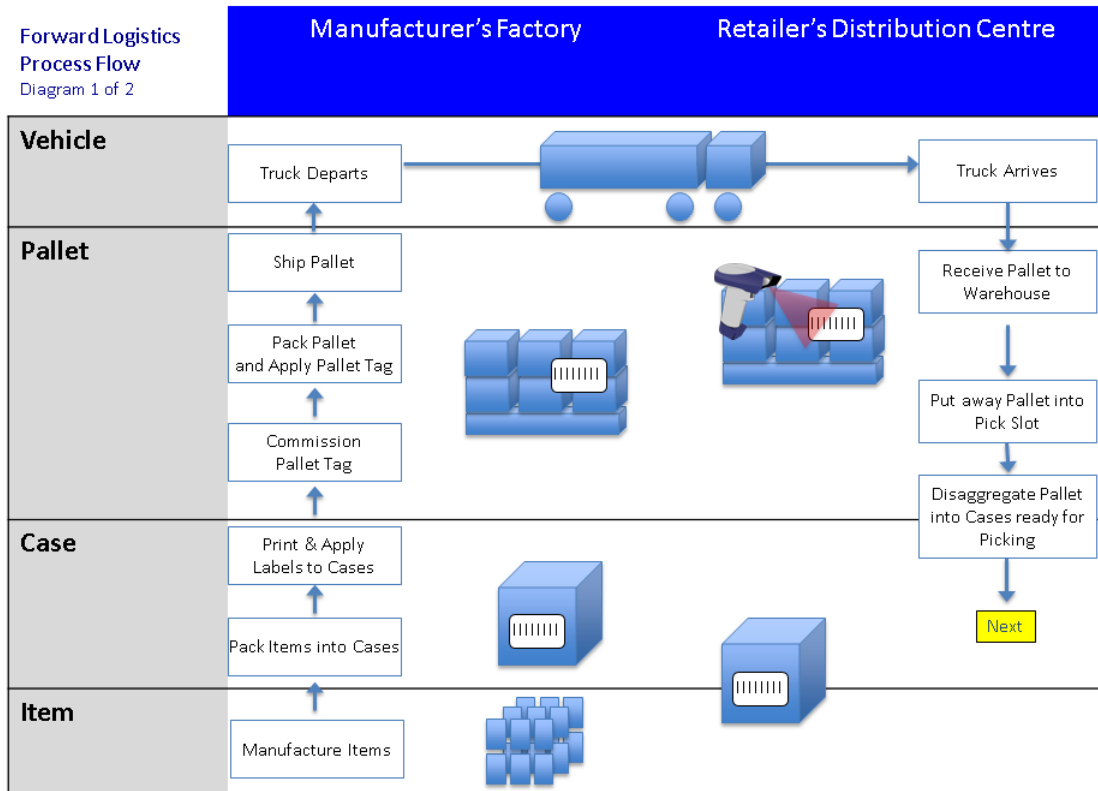 Forward Logistics
Process Flow
Diagram 1 of 2
Manufacturer's Factory
Retailer's Distribution Centre
Vehicle
Truck Departs
Truck Arrives
Pallet
Ship Pallet
Receive Pallet to
Warehouse
Pack Pallet
and Apply Pallet Tag
Put away Pallet into
Pick Slot
Commission
Pallet Tag
Disaggregate Pallet
into Cases ready for
Picking
Case
Print & Apply
Labels to Cases
Pack Items into Cases
Next
Item
Manufacture Items